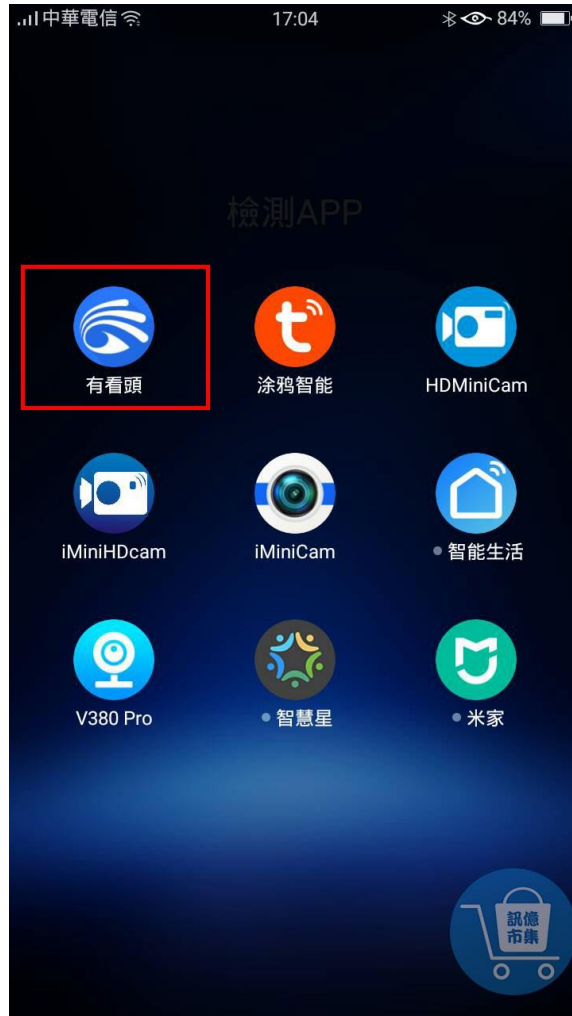 中華電信 17:04 84%
檢測APP
有看頭 涂鸦智能 HDMiniCam
iMiniHDcam iMiniCam 智能生活
V380 Pro 智慧星 米家
訊億
市集